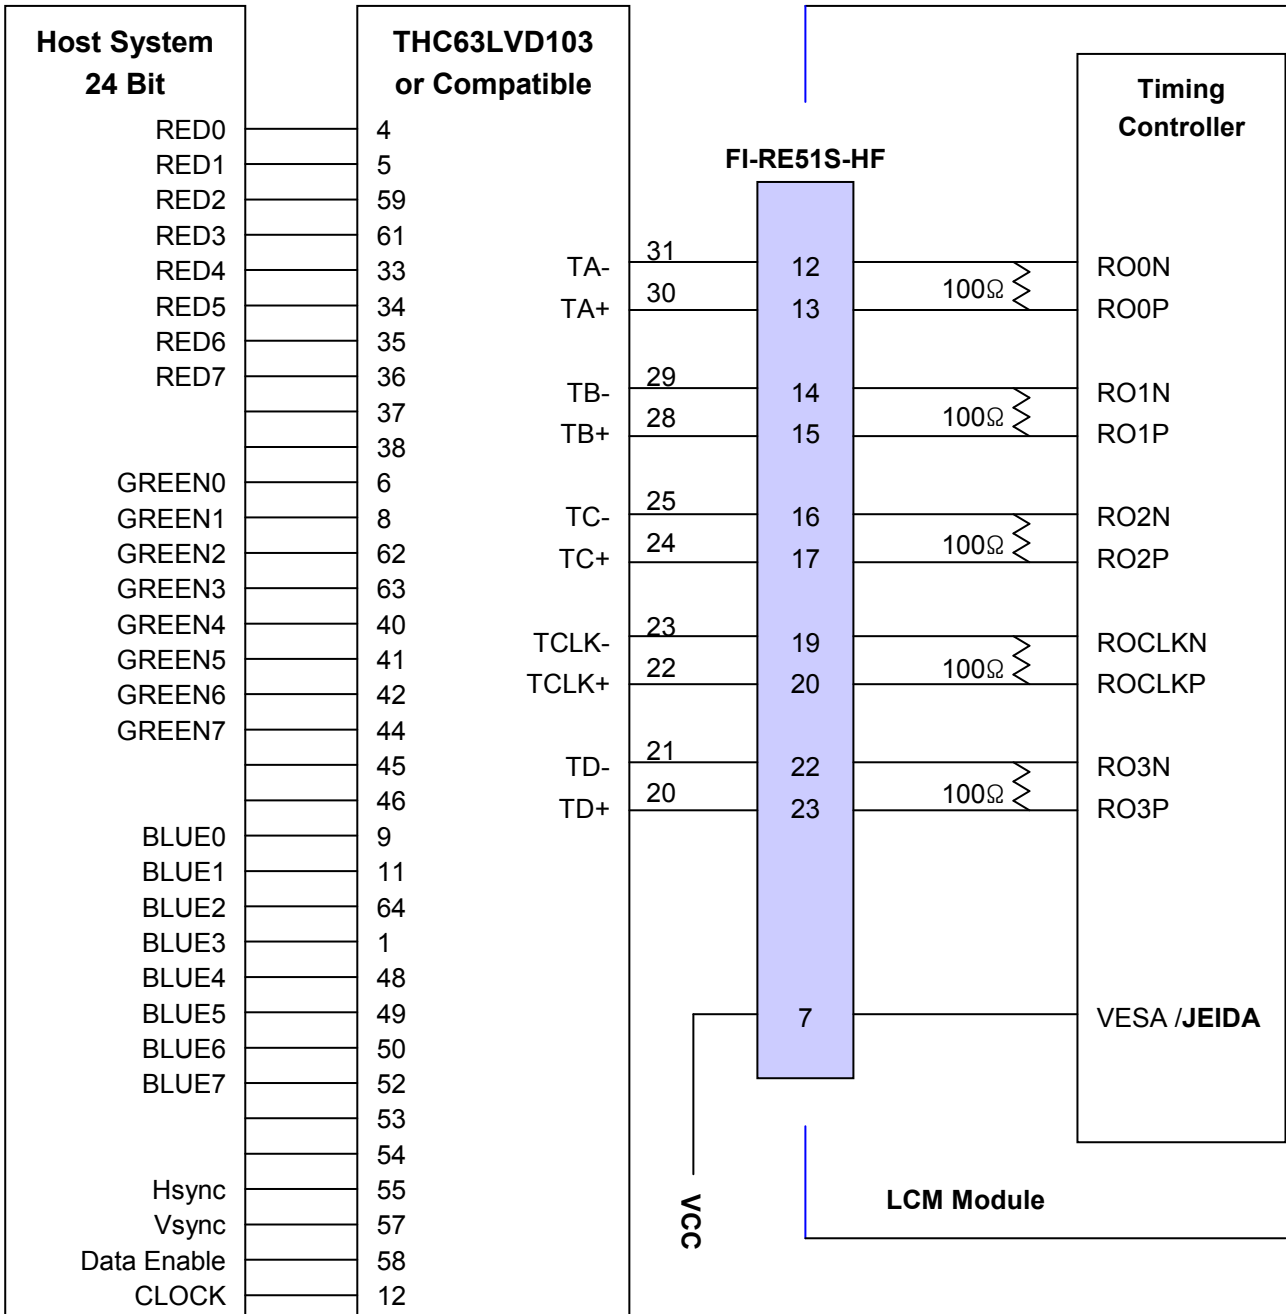 Host System
24 Bit
RED0
RED1
RED2
RED3
RED4
RED5
RED6
RED7
GREEN0
GREEN1
GREEN2
GREEN3
GREEN4
GREEN5
GREEN6
GREEN7
BLUE0
BLUE1
BLUE2
BLUE3
BLUE4
BLUE5
BLUE6
BLUE7
Hsync
Vsync
Data Enable
CLOCK
THC63LVD103
or Compatible
4
5
59
61
33
34
35
36
37
38
6
8
62
63
40
41
42
44
45
46
9
11
64
1
48
49
50
52
53
54
55
57
58
12
TA-
TA+
TB-
TB+
TC-
TC+
TCLK-
TCLK+
TD-
TD+
31
30
29
28
25
24
23
22
21
20
FI-RE51S-HF
12
13
14
15
16
17
19
20
22
23
7
VCC
100Ω
100Ω
100Ω
100Ω
100Ω
Timing
Controller
RO0N
RO0P
RO1N
RO1P
RO2N
RO2P
ROCLKN
ROCLKP
RO3N
RO3P
VESA /JEIDA
LCM Module